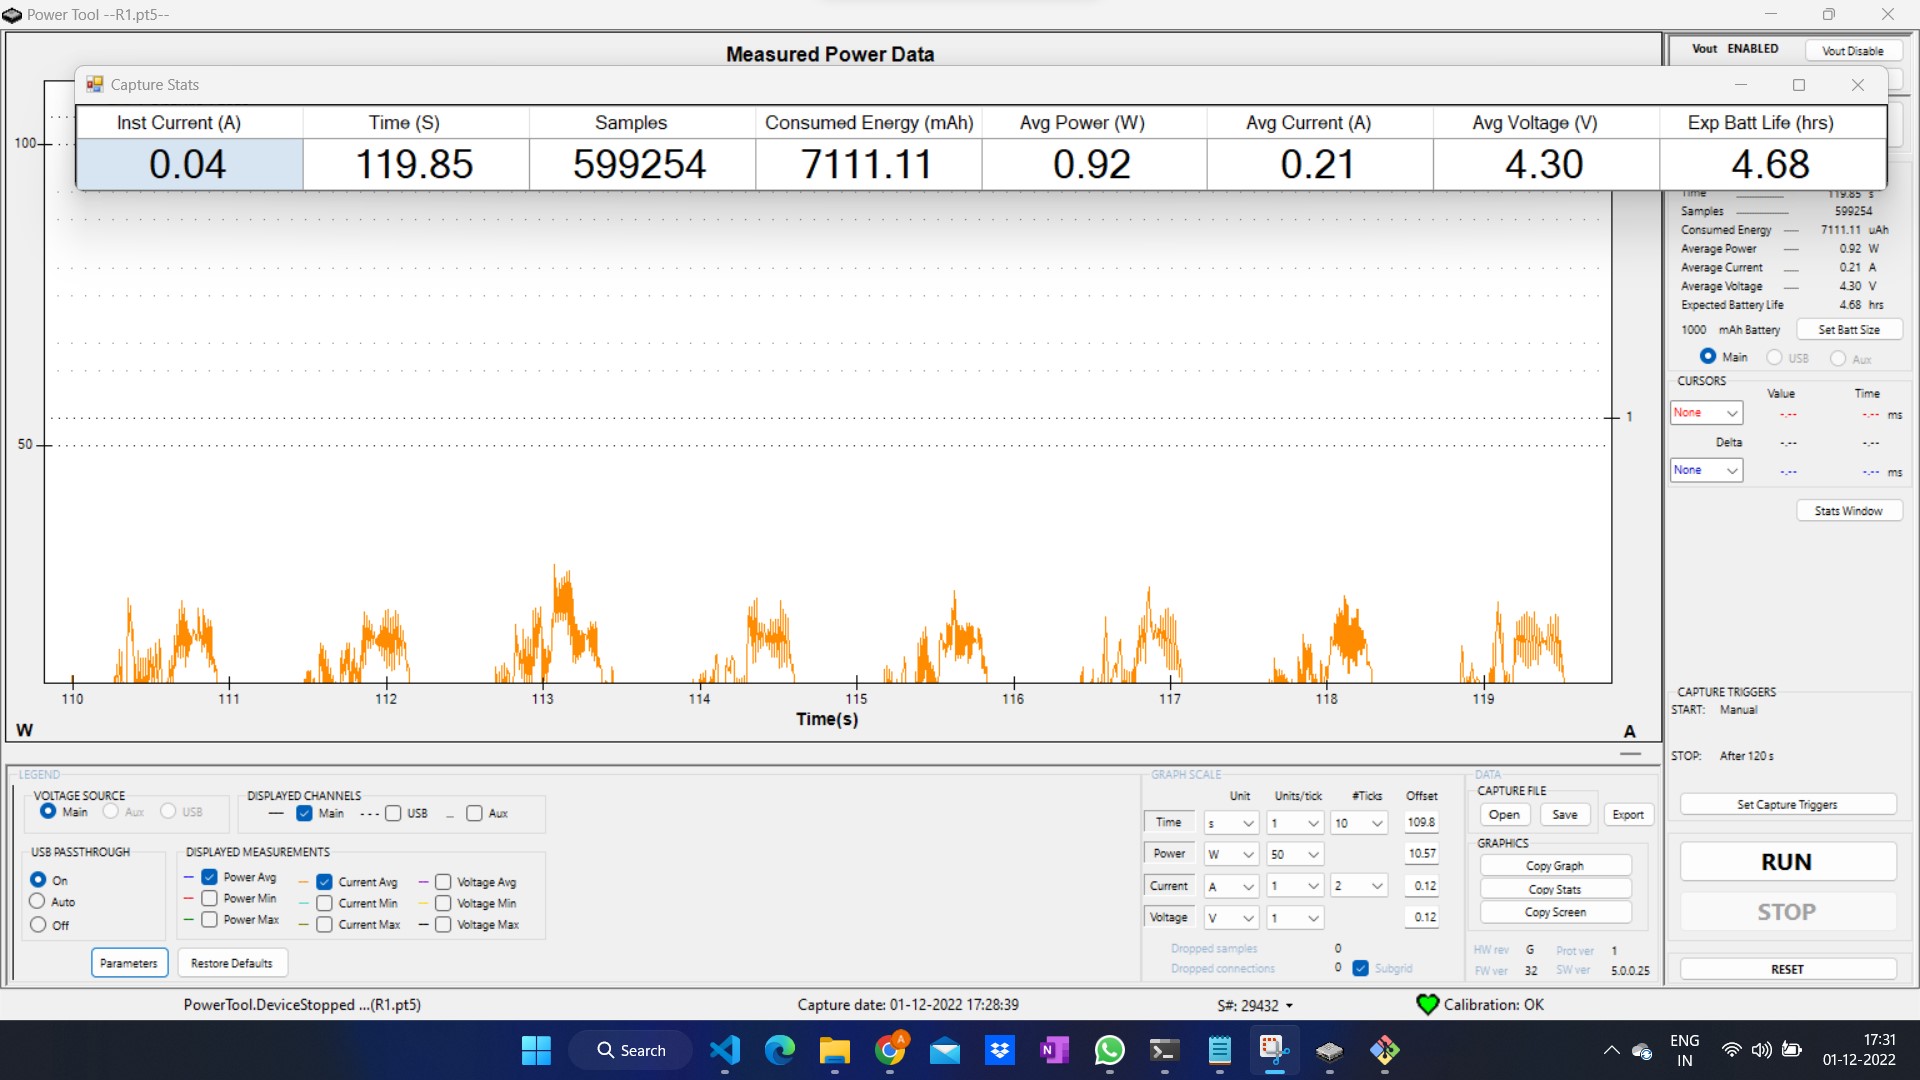 Power Tool --R1.pt5--
Measured Power Data
Vout ENABLED
Vout Disable
Capture Stats
Inst Current (A) Time (S) Samples Consumed Energy (mAh) Avg Power (W) Avg Current (A) Avg Voltage (V) Exp Batt Life (hrs)
0.04 119.85 599254 7111.11 0.92 0.21 4.30 4.68
100
50
1
110 111 112 113 114 115 116 117 118 119
Time(s)
W
A
Time 119.85 s
Samples 599254
Consumed Energy 7111.11 uAh
Average Power 0.92 W
Average Current 0.21 A
Average Voltage 4.30 V
Expected Battery Life 4.68 hrs
1000 mAh Battery Set Batt Size
Main USB Aux
CURSORS
Value Time
None -.-- -.-- ms
Delta -.-- -.--
None -.-- -.-- ms
Stats Window
CAPTURE TRIGGERS
START: Manual
STOP: After 120 s
Set Capture Triggers
RUN
STOP
RESET
LEGEND
VOLTAGE SOURCE
Main Aux USB
DISPLAYED CHANNELS
Main USB Aux
USB PASSTHROUGH
On
Auto
Off
DISPLAYED MEASUREMENTS
Power Avg Current Avg Voltage Avg
Power Min Current Min Voltage Min
Power Max Current Max Voltage Max
Parameters Restore Defaults
GRAPH SCALE
Unit Units/tick #Ticks Offset
Time s 1 10 109.8
Power W 50 10.57
Current A 1 2 0.12
Voltage V 1 0.12
Dropped samples 0
Dropped connections 0 Subgrid
DATA
CAPTURE FILE
Open Save Export
GRAPHICS
Copy Graph
Copy Stats
Copy Screen
HW rev G Prot ver 1
FW ver 32 SW ver 5.0.0.25
PowerTool.DeviceStopped ...(R1.pt5)
Capture date: 01-12-2022 17:28:39
S#: 29432
Calibration: OK
Search
A
N
ENG
IN
17:31
01-12-2022